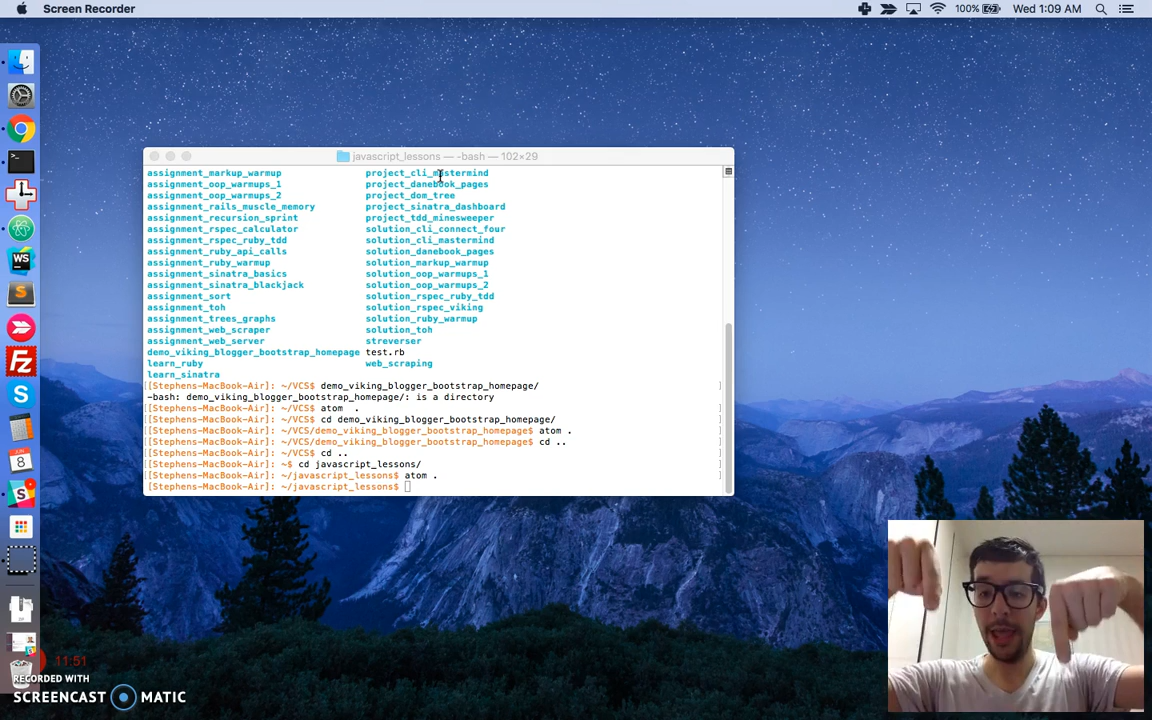 Screen Recorder
100%
Wed 1:09 AM
javascript_lessons — -bash — 102×29
assignment_markup_warmup project_cli_mastermind
assignment_oop_warmups_1 project_danebook_pages
assignment_oop_warmups_2 project_dom_tree
assignment_rails_muscle_memory project_sinatra_dashboard
assignment_recursion_sprint project_tdd_minesweeper
assignment_rspec_calculator solution_cli_connect_four
assignment_rspec_ruby_tdd solution_cli_mastermind
assignment_ruby_api_calls solution_danebook_pages
assignment_ruby_warmup solution_markup_warmup
assignment_sinatra_basics solution_oop_warmups_1
assignment_sinatra_blackjack solution_oop_warmups_2
assignment_sort solution_rspec_ruby_tdd
assignment_toh solution_rspec_viking
assignment_trees_graphs solution_ruby_warmup
assignment_web_scraper solution_toh
assignment_web_server streverser
demo_viking_blogger_bootstrap_homepage test.rb
learn_ruby web_scraping
learn_sinatra
[[Stephens-MacBook-Air]: ~/VCS$ demo_viking_blogger_bootstrap_homepage/ ]
-bash: demo_viking_blogger_bootstrap_homepage/: is a directory
[[Stephens-MacBook-Air]: ~/VCS$ atom  . ]
[[Stephens-MacBook-Air]: ~/VCS$ cd demo_viking_blogger_bootstrap_homepage/ ]
[[Stephens-MacBook-Air]: ~/VCS/demo_viking_blogger_bootstrap_homepage$ atom . ]
[[Stephens-MacBook-Air]: ~/VCS/demo_viking_blogger_bootstrap_homepage$ cd .. ]
[[Stephens-MacBook-Air]: ~/VCS$ cd .. ]
[[Stephens-MacBook-Air]: ~$ cd javascript_lessons/ ]
[[Stephens-MacBook-Air]: ~/javascript_lessons$ atom . ]
[[Stephens-MacBook-Air]: ~/javascript_lessons$ ]
WS
S
Fz
S
8
S
11:51
RECORDED WITH
SCREENCAST MATIC